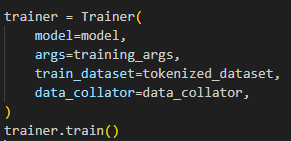 trainer = Trainer(
    model=model,
    args=training_args,
    train_dataset=tokenized_dataset,
    data_collator=data_collator,
)
trainer.train()